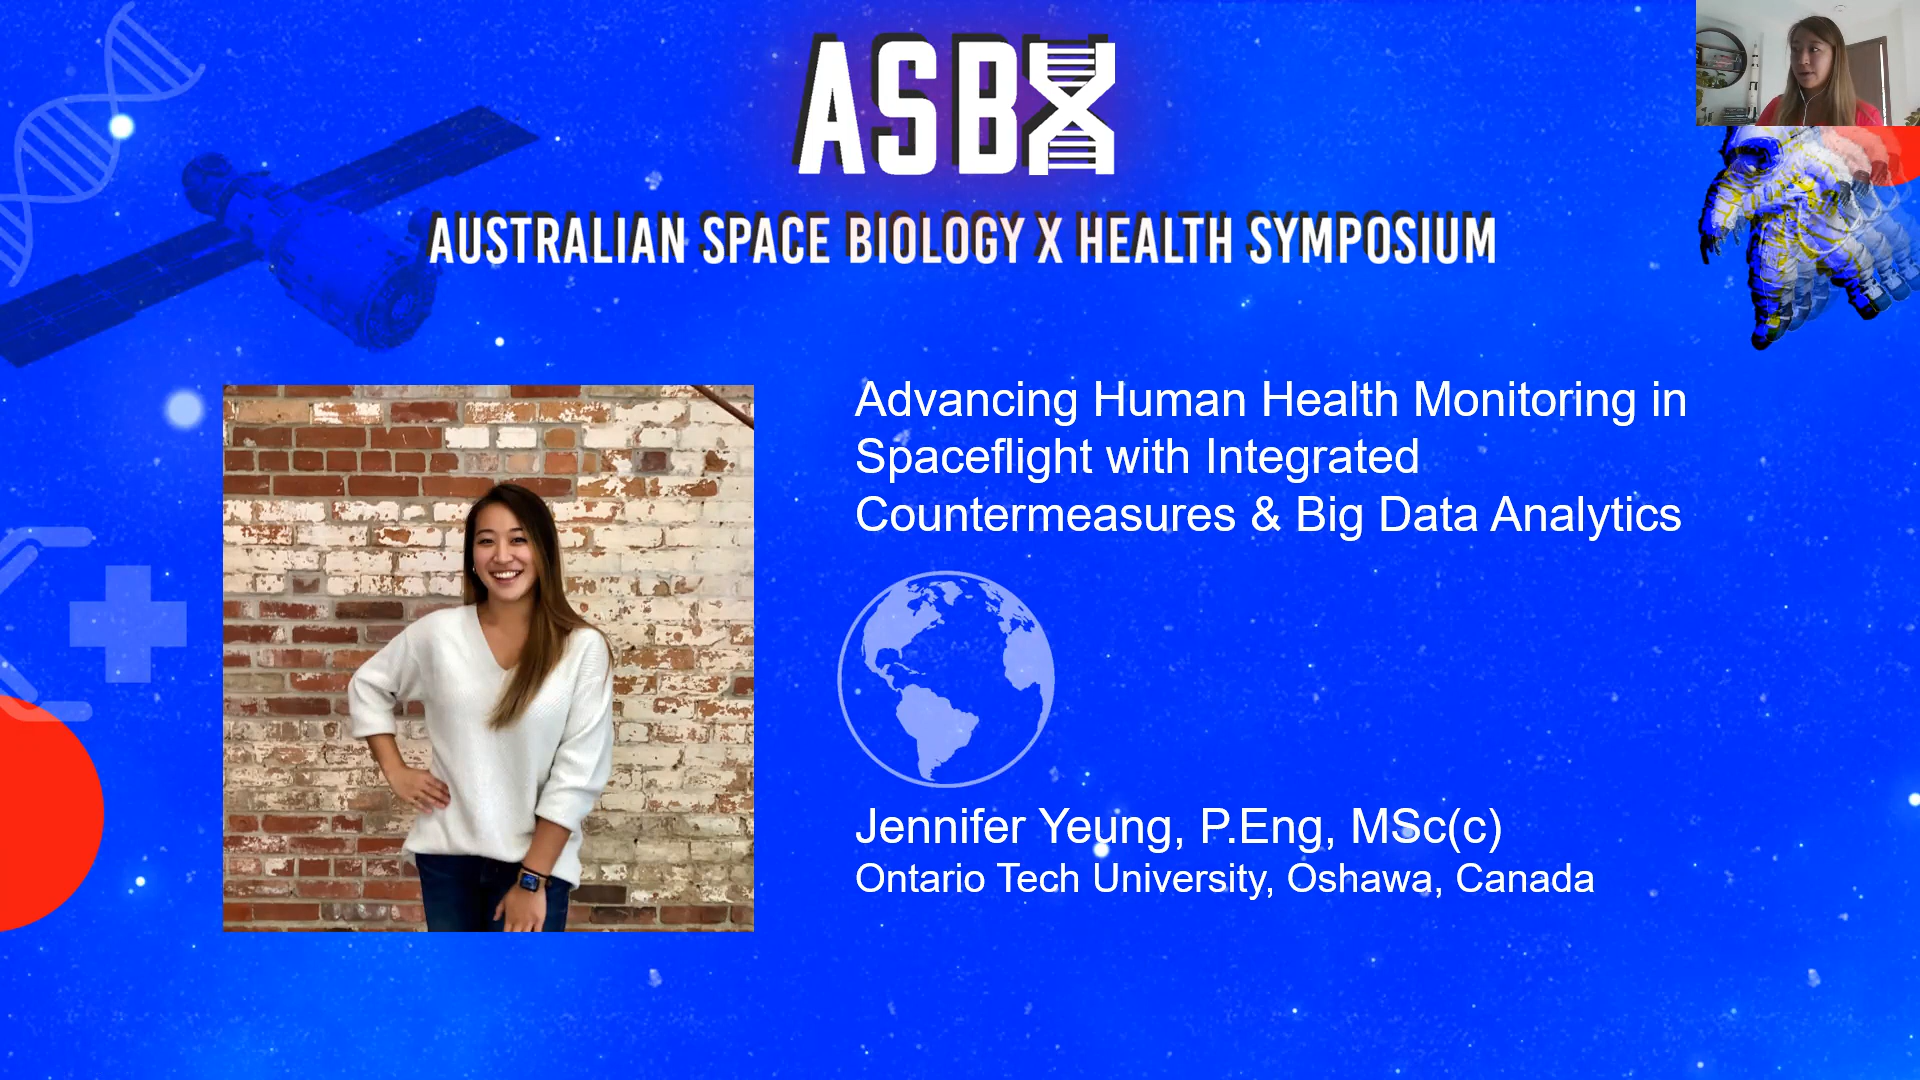 ASBX
AUSTRALIAN SPACE BIOLOGY X HEALTH SYMPOSIUM
Advancing Human Health Monitoring in
Spaceflight with Integrated
Countermeasures & Big Data Analytics
Jennifer Yeung, P.Eng, MSc(c)
Ontario Tech University, Oshawa, Canada